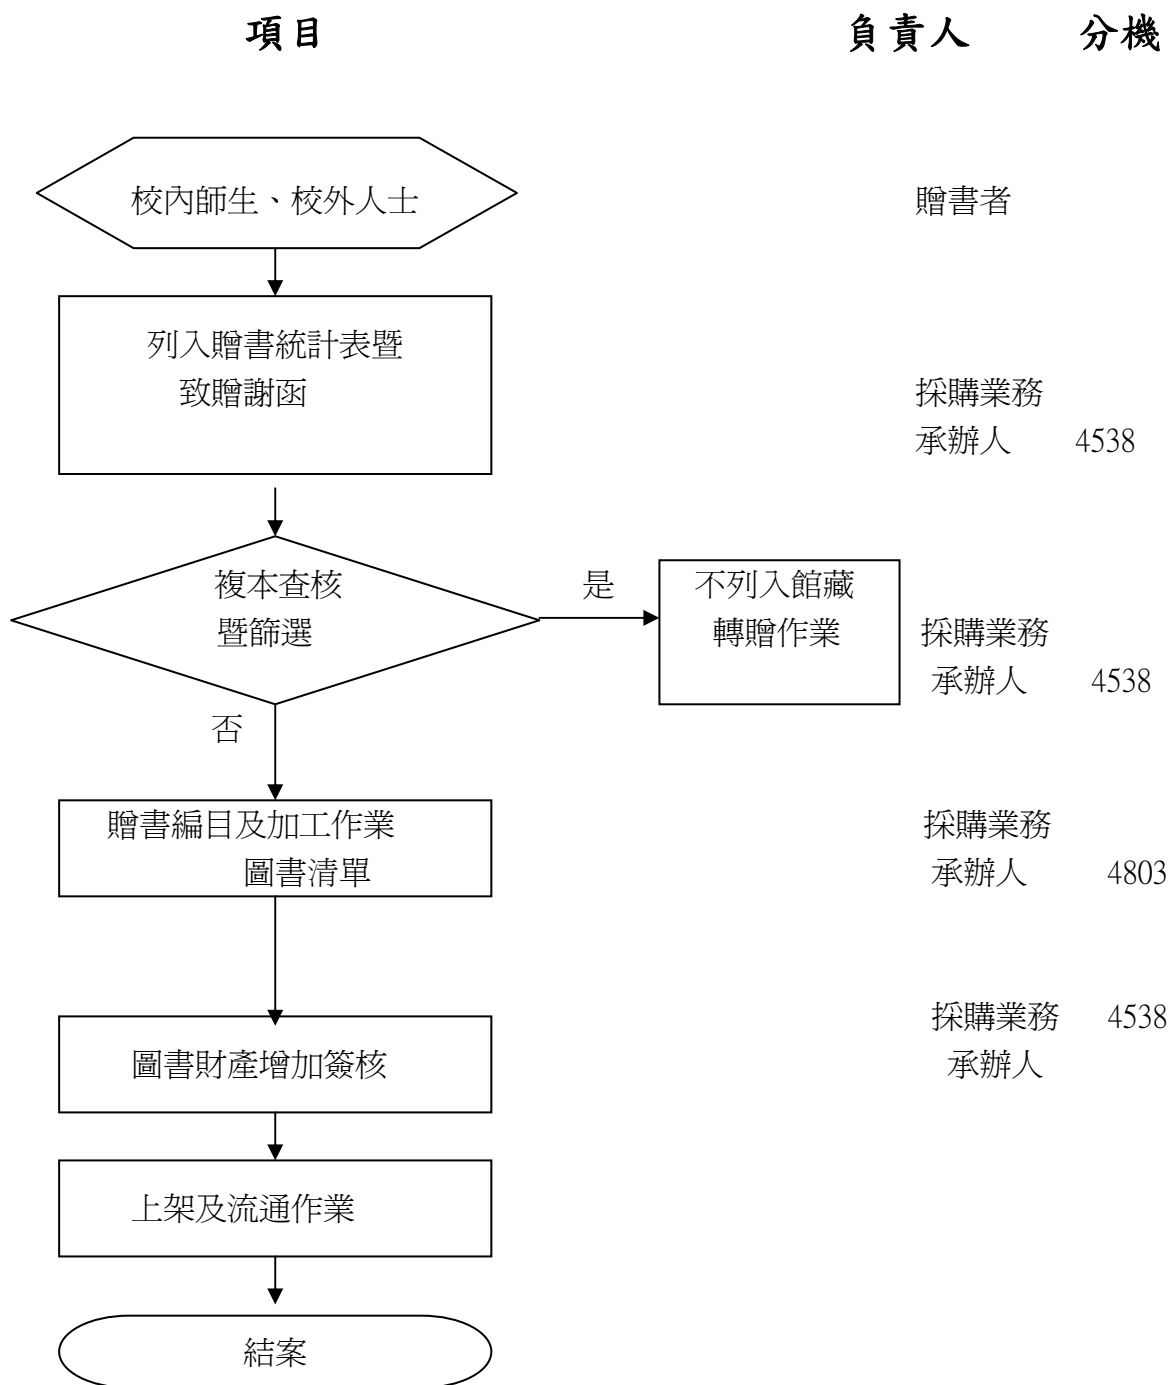 項目 負責人 分機
校內師生、校外人士 贈書者
列入贈書統計表暨
致贈謝函
採購業務
承辦人 4538
複本查核
暨篩選
是
不列入館藏
轉贈作業
採購業務
承辦人 4538
否
贈書編目及加工作業
圖書清單
採購業務
承辦人 4803
圖書財產增加簽核
採購業務 4538
承辦人
上架及流通作業
結案